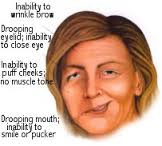 Inability to
wrinkle brow
Drooping
eyelid; inability
to close eye
Inability to
puff cheeks;
no muscle tone
Drooping mouth;
inability to
smile or pucker